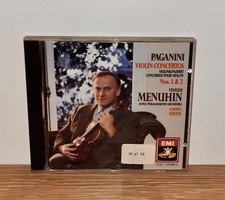 PAGANINI
VIOLIN CONCERTOS
VIOLINKONZERTE
CONCERTOS POUR VIOLON
Nos. 1 & 2
YEHUDI
MENUHIN
ROYAL PHILHARMONIC ORCHESTRA
ALBERTO
EREDE
EMI